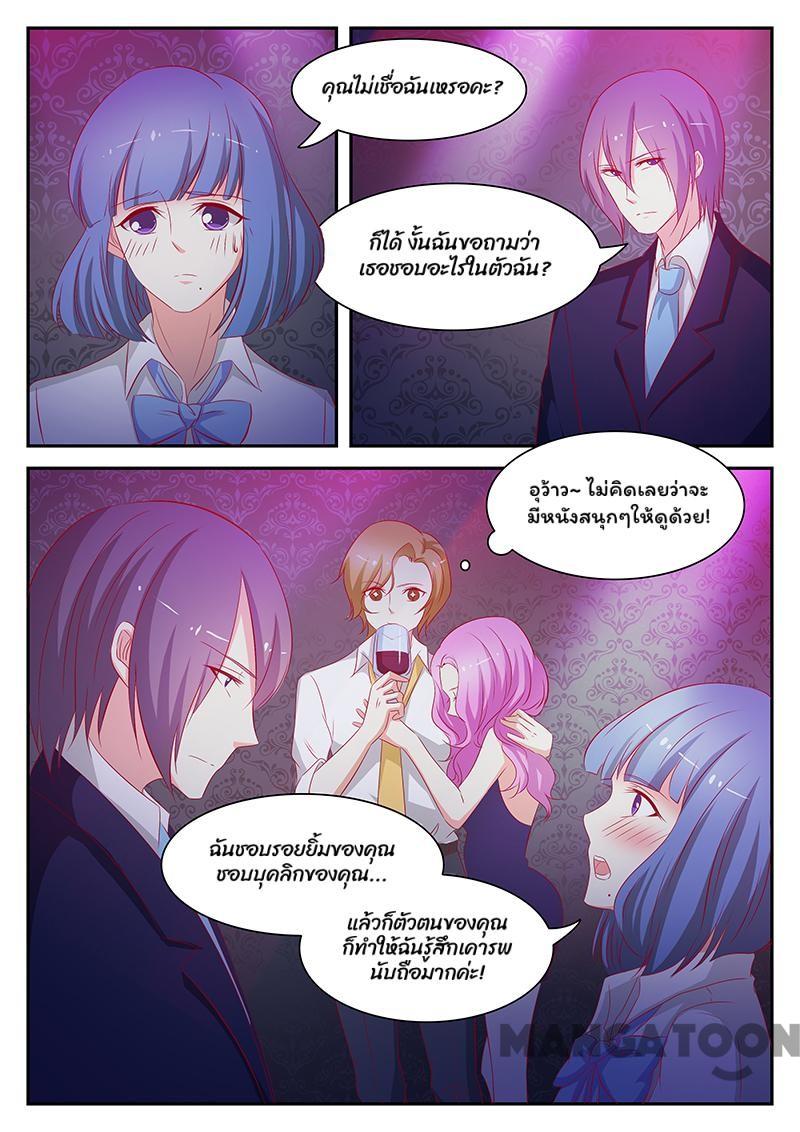 คุณไม่เชื่อฉันเหรอคะ?
ก็ได้ งั้นฉันขอถามว่า
เธอชอบอะไรในตัวฉัน?
อุว้าว~ ไม่คิดเลยว่าจะ
มีหนังสนุกๆให้ดูด้วย!
ฉันชอบรอยยิ้มของคุณ
ชอบบุคลิกของคุณ...
แล้วก็ตัวตนของคุณ
ก็ทำให้ฉันรู้สึกเคารพ
นับถือมากค่ะ!
MANGATOON